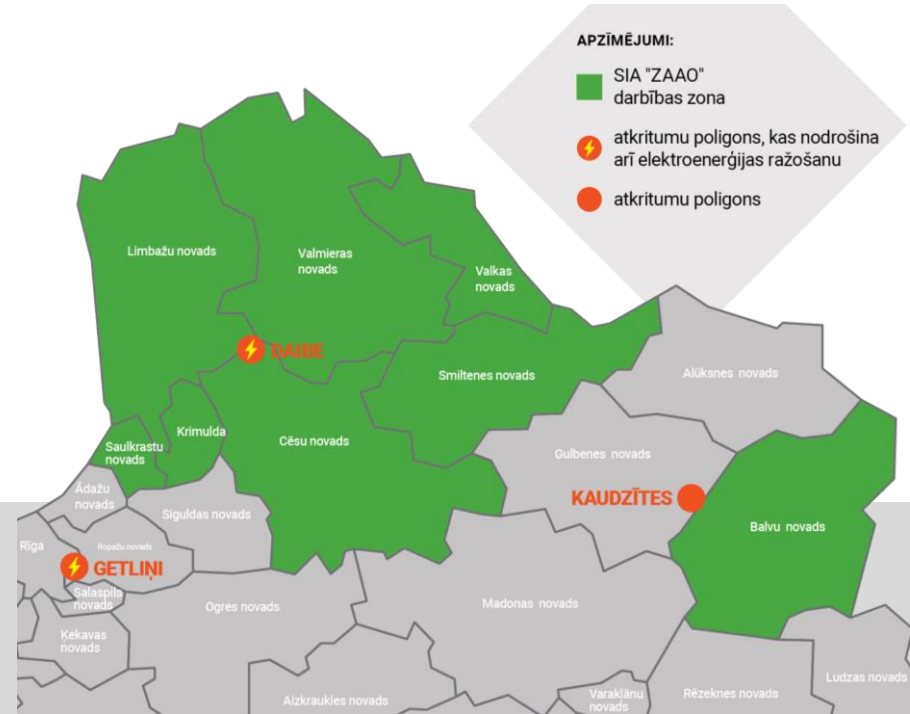 APZĪMĒJUMI:
SIA "ZAAO"
darbības zona
atkritumu poligons, kas nodrošina
arī elektroenerģijas ražošanu
atkritumu poligons
Limbažu novads
Valmieras
novads
Valkas
novads
DAIBE
Smiltenes novads
Alūksnes novads
Krimulda
Cēsu novads
Saulkrastu
novads
Gulbenes novads
Ādažu
novads
KAUDZĪTES
Siguldas novads
Balvu novads
Rīga
Ropažu novads
GETLIŅI
Salaspils
novads
Ogres novads
Madonas novads
Ķekavas
novads
Ludzas novads
Aizkraukles novads
Varakļānu
novads
Rēzeknes novads